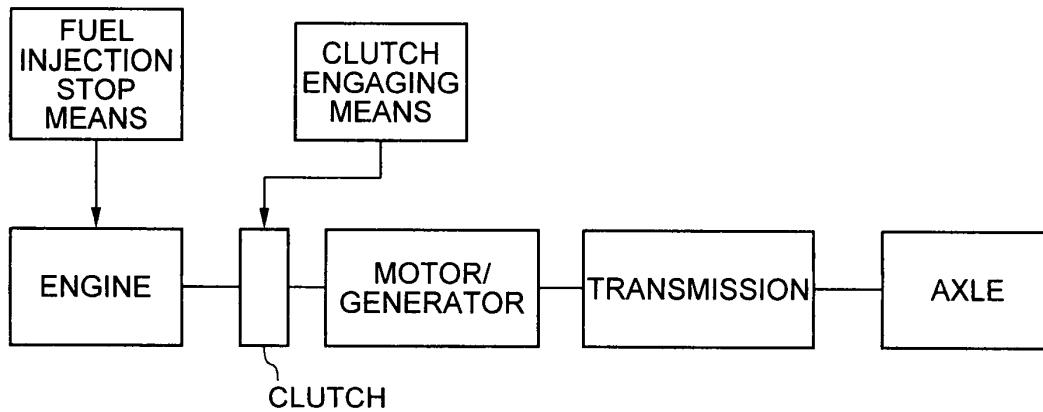 FUEL
INJECTION
STOP
MEANS
CLUTCH
ENGAGING
MEANS
ENGINE
MOTOR/
GENERATOR
TRANSMISSION
AXLE
CLUTCH